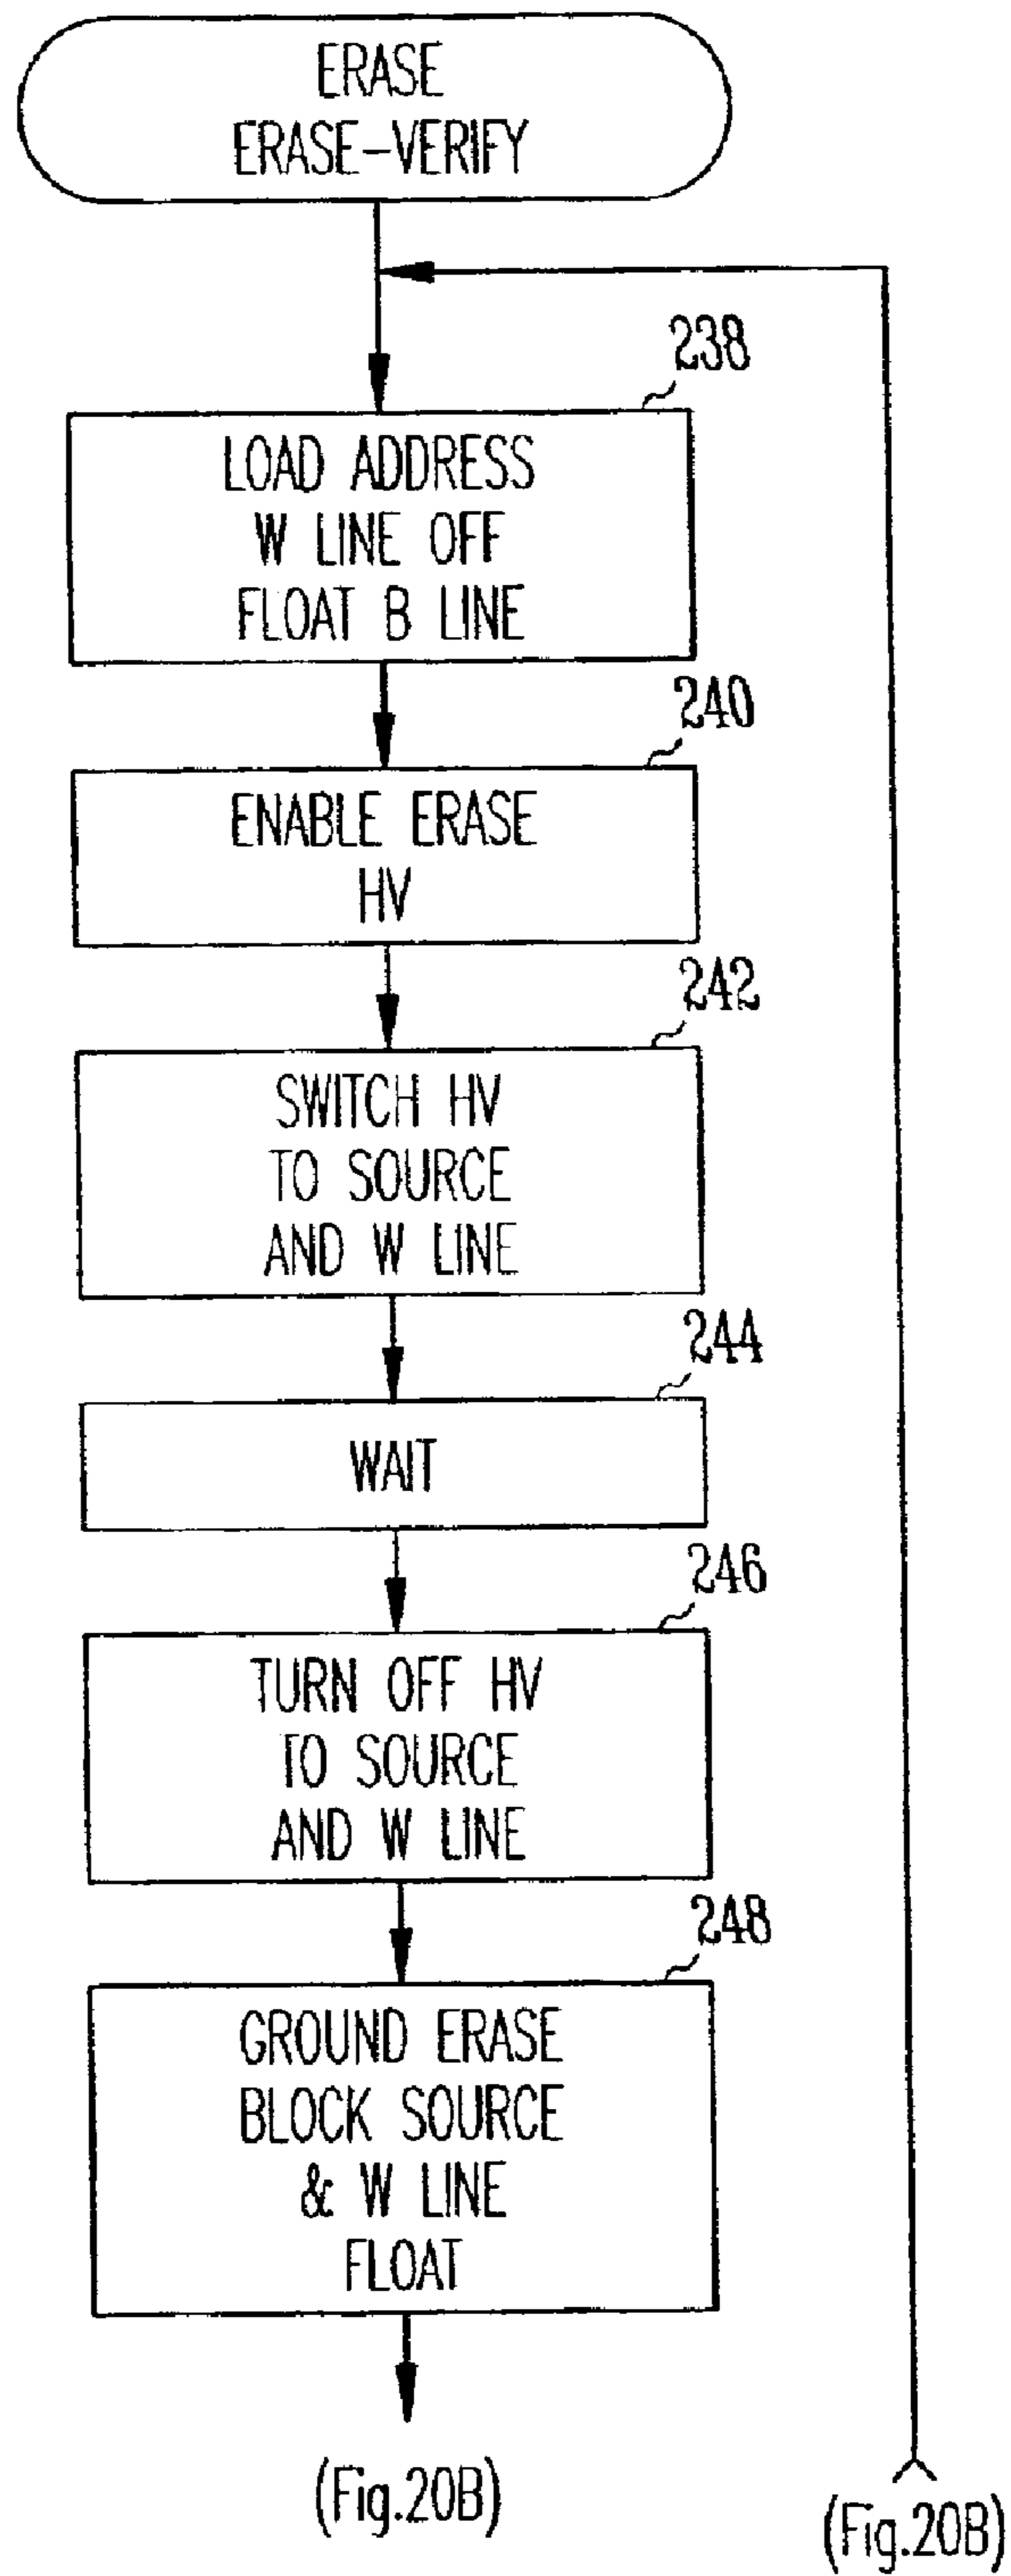 ERASE
ERASE-VERIFY
238
LOAD ADDRESS
W LINE OFF
FLOAT B LINE
240
ENABLE ERASE
HV
242
SWITCH HV
TO SOURCE
AND W LINE
244
WAIT
246
TURN OFF HV
TO SOURCE
AND W LINE
248
GROUND ERASE
BLOCK SOURCE
& W LINE
FLOAT
(Fig.20B)
(Fig.20B)